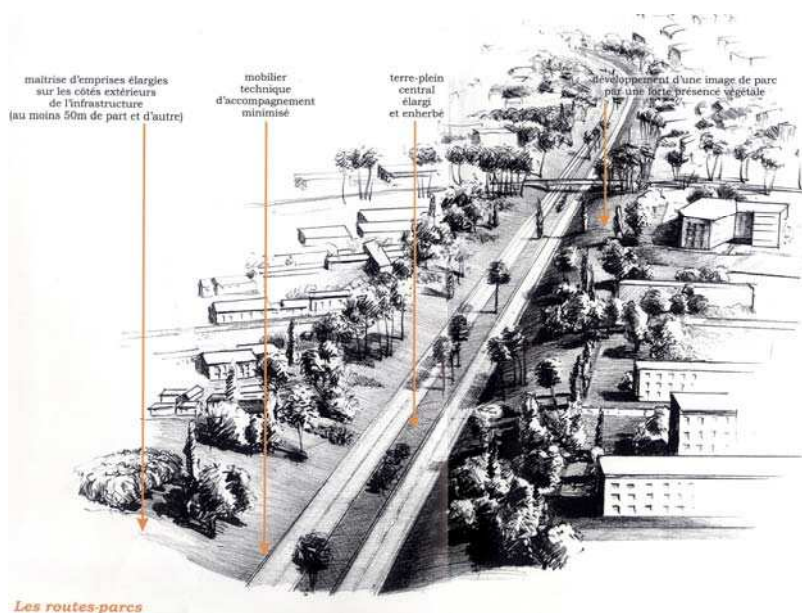 maîtrise d'emprises élargies
sur les côtés extérieurs
de l'infrastructure
(au moins 50m de part et d'autre)
mobilier
technique
d'accompagnement
minimisé
terre-plein
central
élargi
et enherbé
développement d'une image de parc
par une forte présence végétale
Les routes-parcs